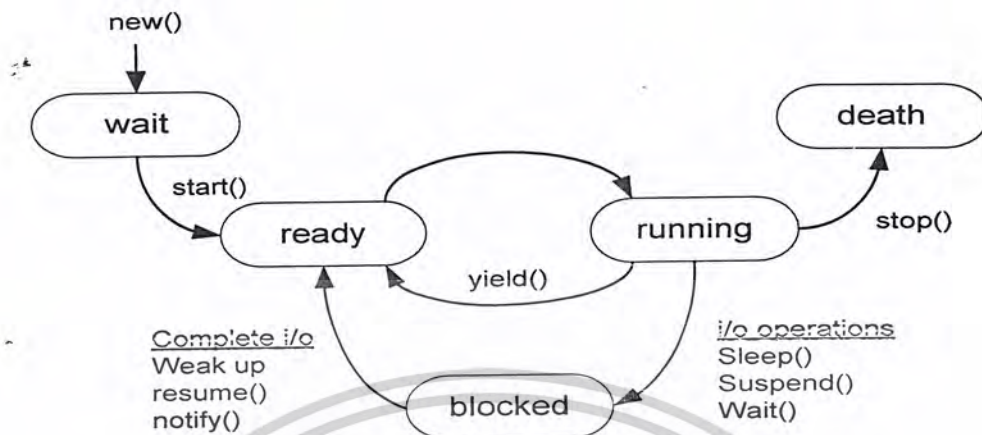 new()
wait
death
start()
ready
running
stop()
yield()
Complete i/o
Weak up
resume()
notify()
i/o operations
Sleep()
Suspend()
Wait()
blocked